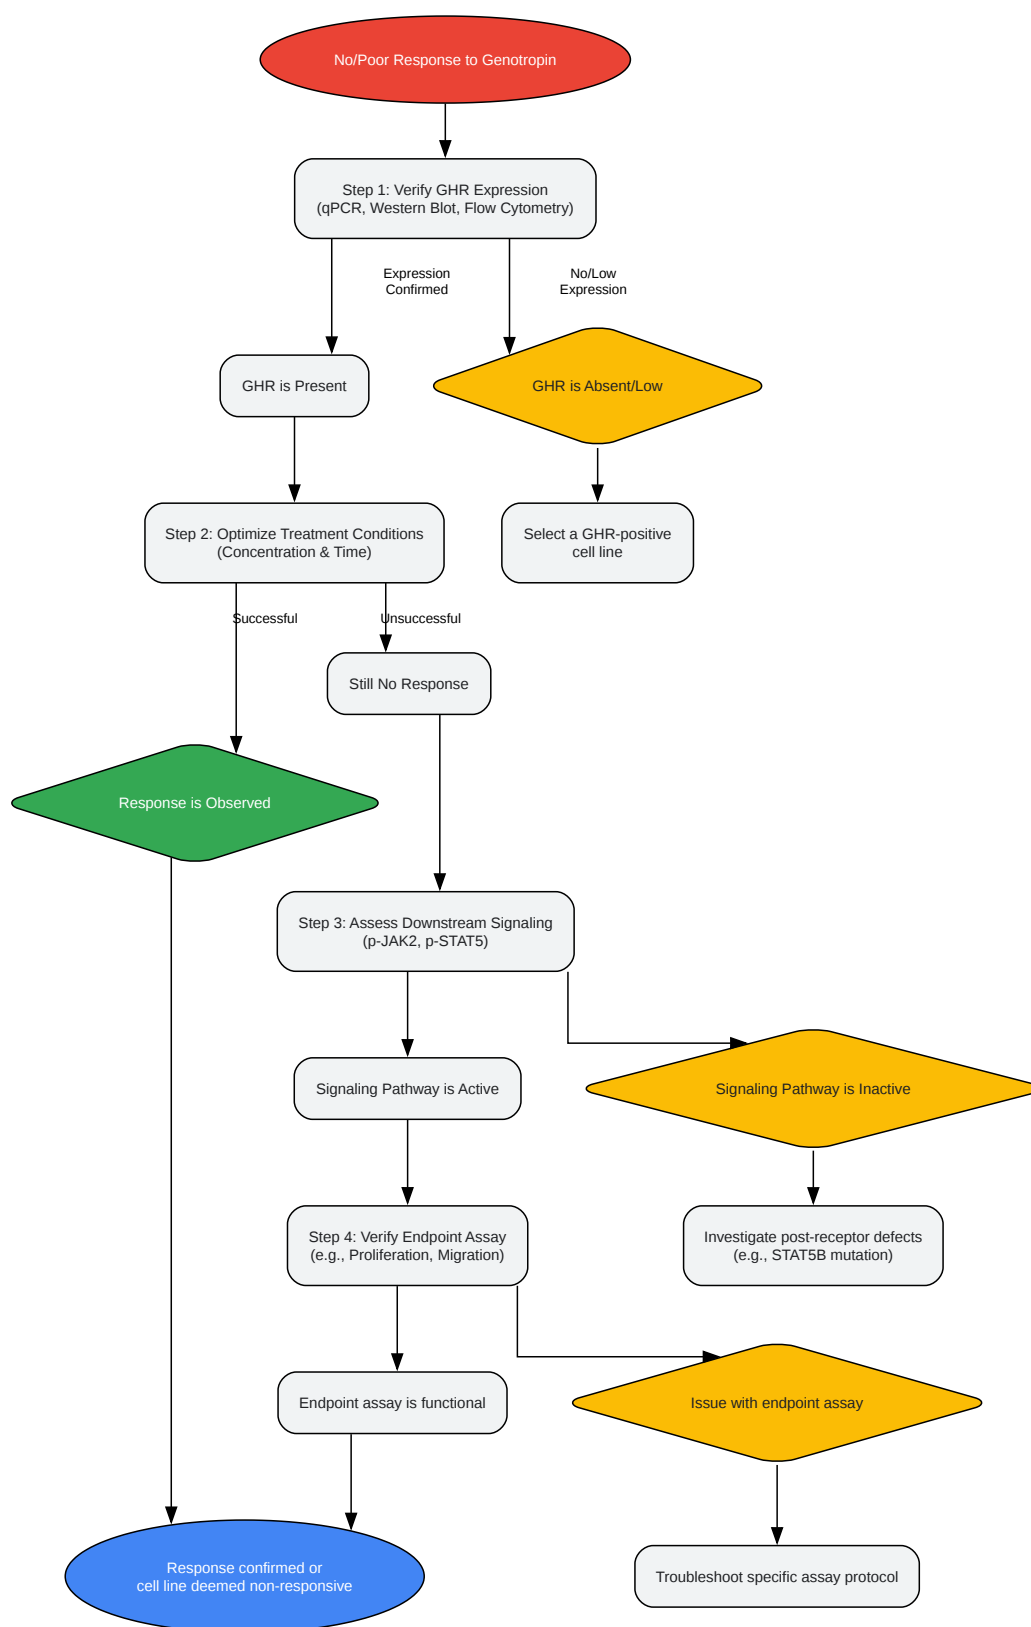 No/Poor Response to Genotropin
Step 1: Verify GHR Expression
(qPCR, Western Blot, Flow Cytometry)
Expression
Confirmed
No/Low
Expression
GHR is Present
GHR is Absent/Low
Step 2: Optimize Treatment Conditions
(Concentration & Time)
Select a GHR-positive
cell line
Successful
Unsuccessful
Still No Response
Response is Observed
Step 3: Assess Downstream Signaling
(p-JAK2, p-STAT5)
Signaling Pathway is Active
Signaling Pathway is Inactive
Step 4: Verify Endpoint Assay
(e.g., Proliferation, Migration)
Investigate post-receptor defects
(e.g., STAT5B mutation)
Endpoint assay is functional
Issue with endpoint assay
Response confirmed or
cell line deemed non-responsive
Troubleshoot specific assay protocol